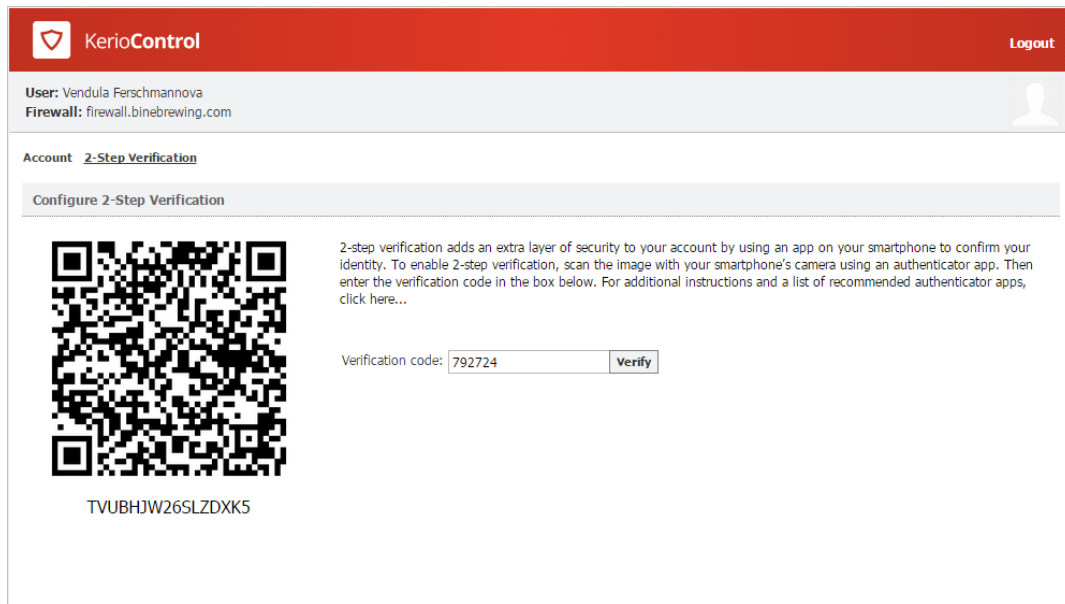 KerioControl
Logout
User: Vendula Ferschmannova
Firewall: firewall.binebrewing.com
Account 2-Step Verification
Configure 2-Step Verification
2-step verification adds an extra layer of security to your account by using an app on your smartphone to confirm your
identity. To enable 2-step verification, scan the image with your smartphone's camera using an authenticator app. Then
enter the verification code in the box below. For additional instructions and a list of recommended authenticator apps,
click here...
Verification code: 792724 Verify
TVUBHJW26SLZDXK5